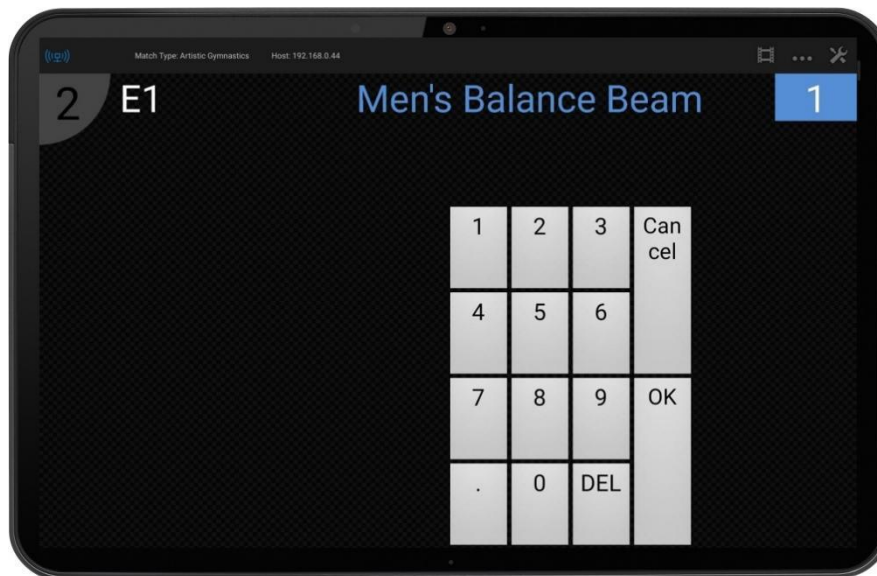 Match Type: Artistic Gymnastics Host: 192.168.0.44
2 E1 Men's Balance Beam 1
1 2 3 Can
cel
4 5 6
7 8 9 OK
. 0 DEL